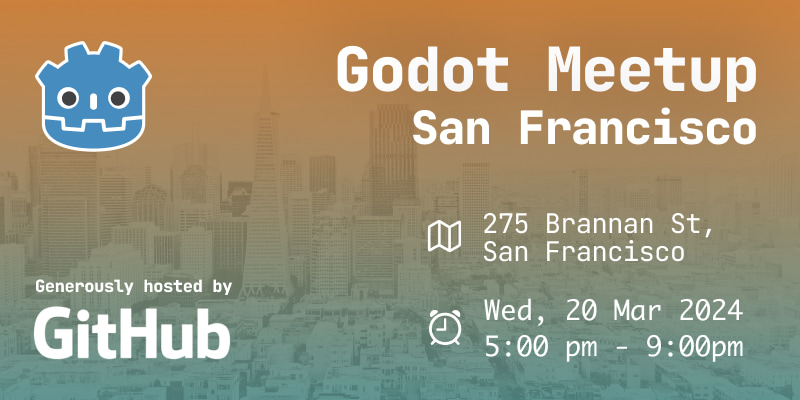 Godot Meetup
San Francisco
275 Brannan St,
San Francisco
Generously hosted by
GitHub
Wed, 20 Mar 2024
5:00 pm - 9:00pm